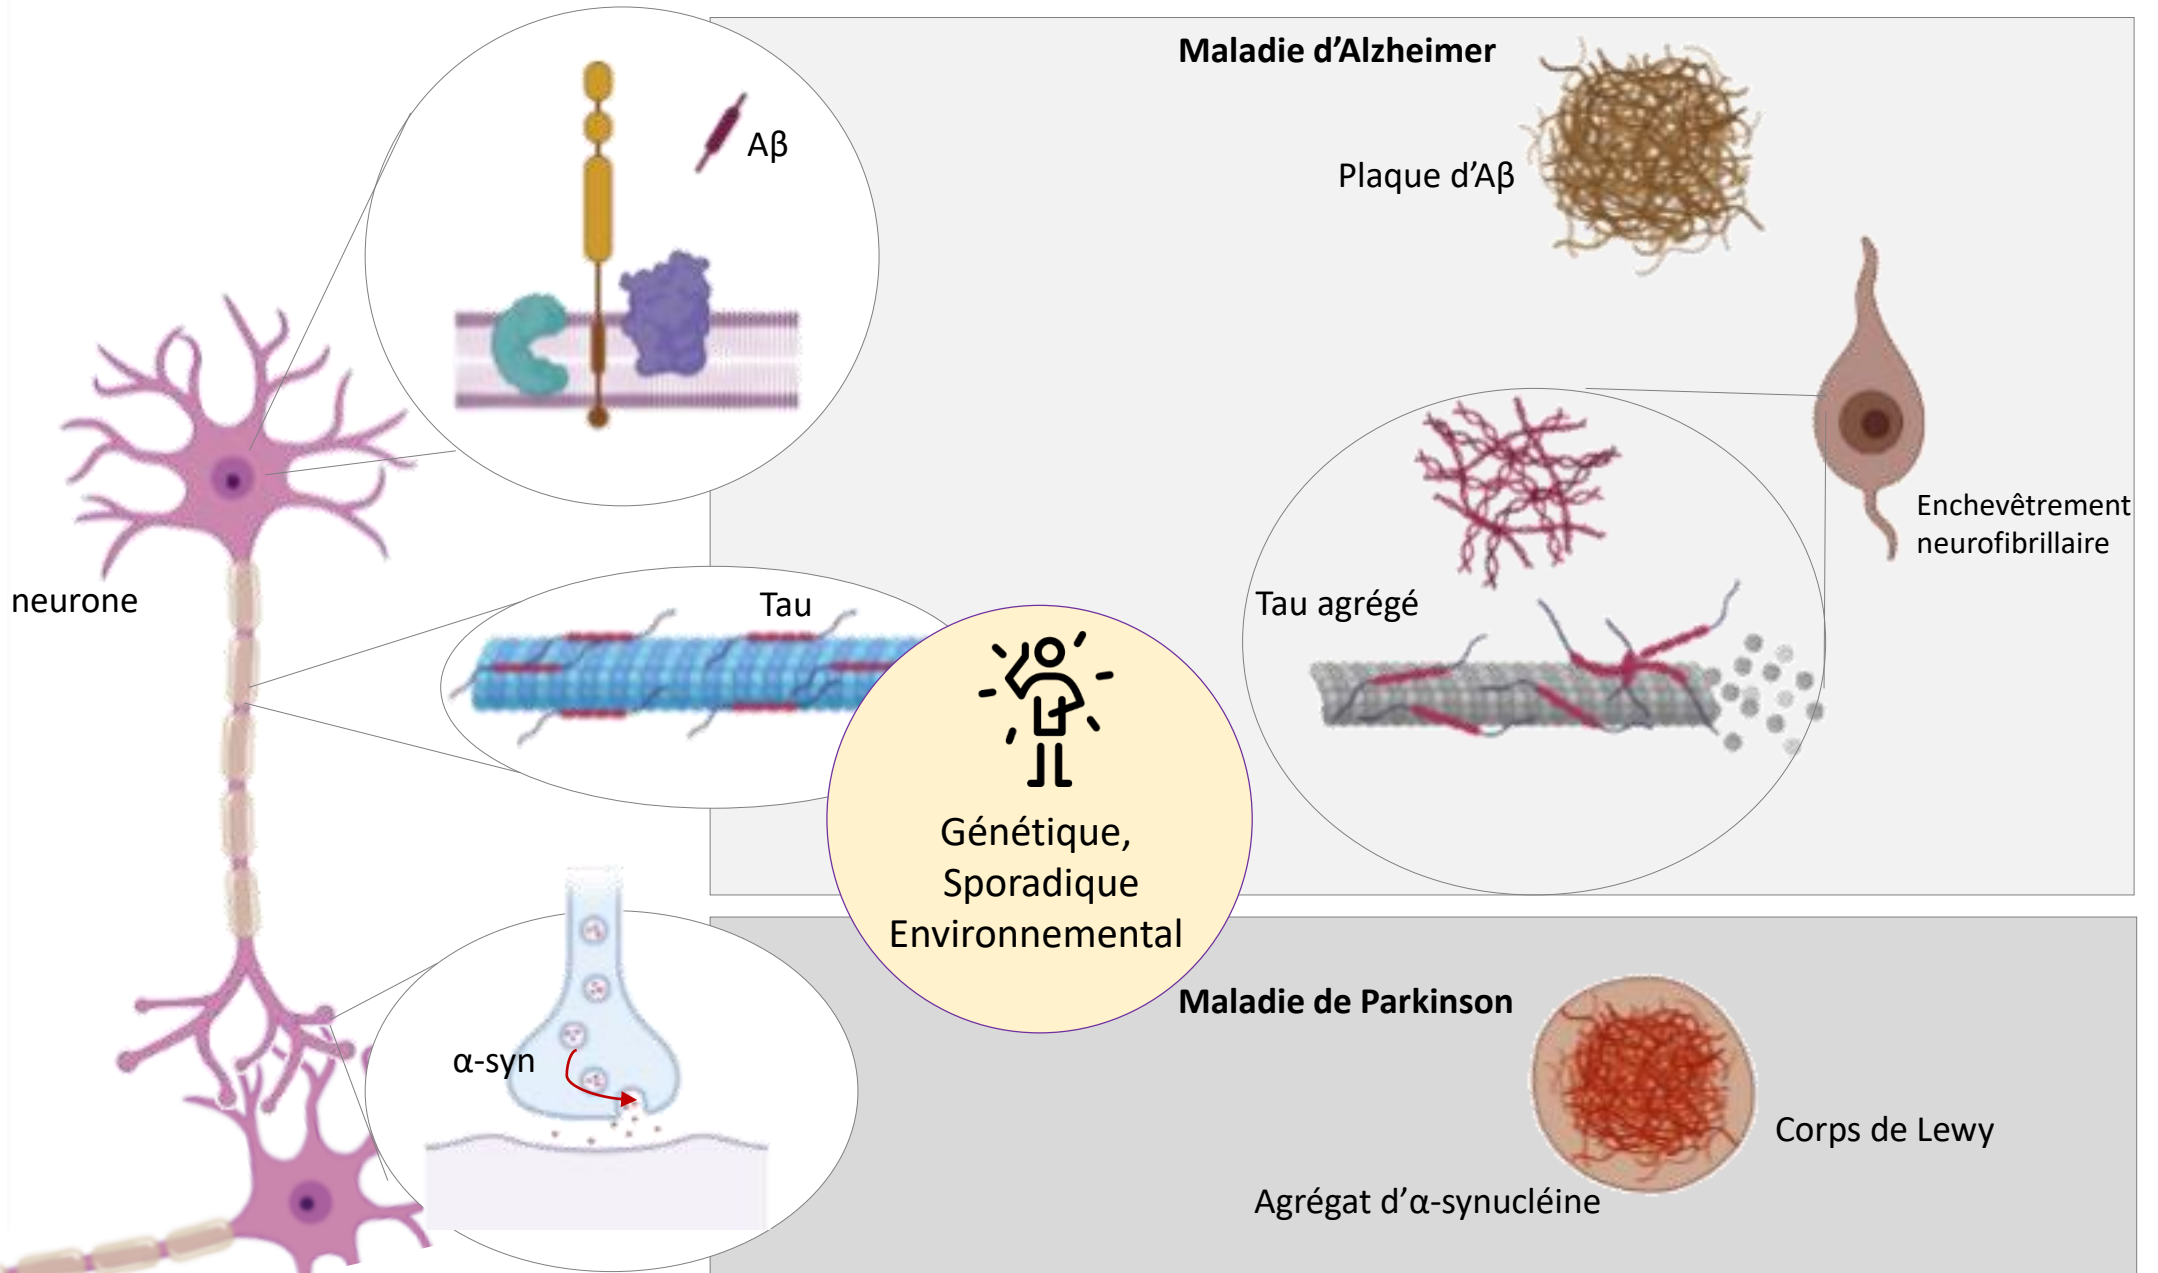 Maladie d'Alzheimer
Aβ
Plaque d'Aβ
Enchevêtrement
neurofibrillaire
neurone
Tau
Tau agrégé
Génétique,
Sporadique
Environnemental
Maladie de Parkinson
α-syn
Corps de Lewy
Agrégat d'α-synucléine